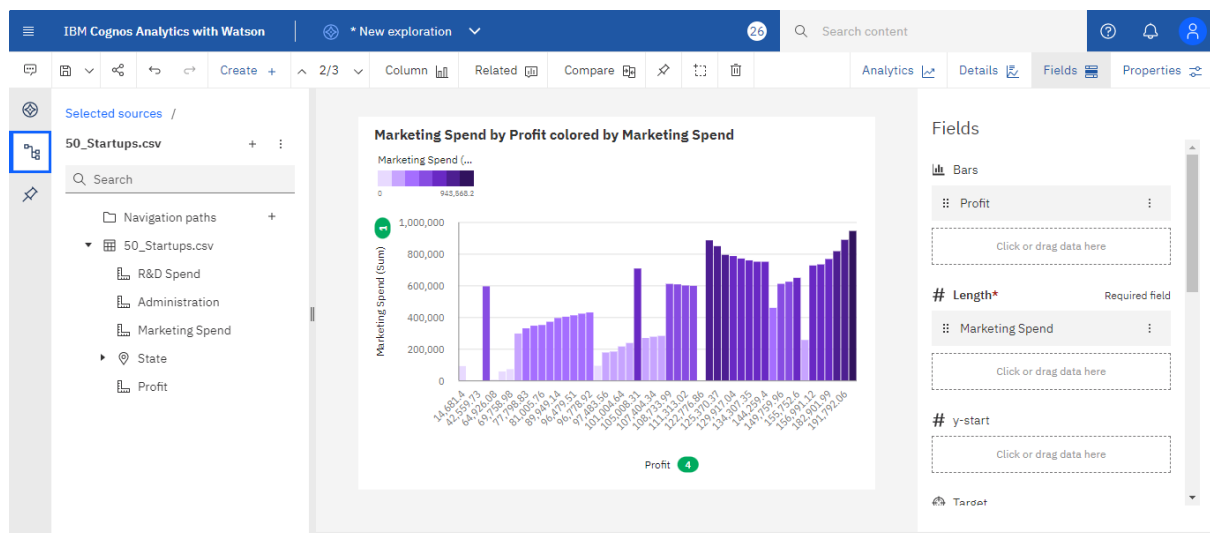 IBM Cognos Analytics with Watson
* New exploration
26
Search content
Create +
2/3
Column
Related
Compare
Analytics
Details
Fields
Properties
Selected sources /
50_Startups.csv
Search
Navigation paths
50_Startups.csv
R&D Spend
Administration
Marketing Spend
State
Profit
Marketing Spend by Profit colored by Marketing Spend
Marketing Spend (...
0 943,568.2
1
Marketing Spend (Sum)
1,000,000
800,000
600,000
400,000
200,000
0
14,681.4
42,559.73
64,926.08
69,758.98
77,798.83
81,005.76
89,949.14
96,479.51
96,778.92
97,483.56
101,004.64
105,008.31
107,404.34
108,733.99
111,313.02
122,776.86
125,370.37
129,917.04
134,307.35
144,259.4
149,759.96
155,752.6
156,991.12
182,901.99
191,792.06
Profit 4
Fields
Bars
Profit
Click or drag data here
# Length* Required field
Marketing Spend
Click or drag data here
# y-start
Click or drag data here
Target